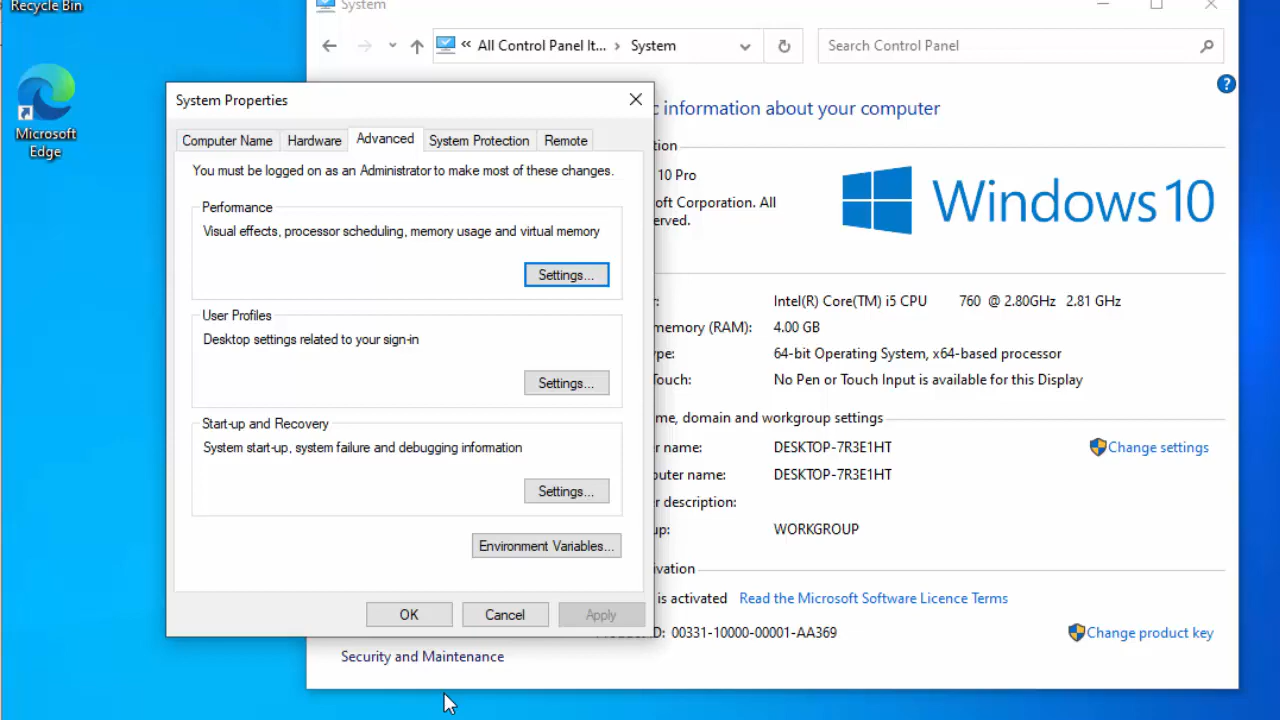 Recycle Bin
Microsoft
Edge
System
« All Control Panel It... › System
Search Control Panel
?
c information about your computer
tion
10 Pro
oft Corporation. All
erved.
Windows 10
r:
Intel(R) Core(TM) i5 CPU 760 @ 2.80GHz 2.81 GHz
memory (RAM): 4.00 GB
pe: 64-bit Operating System, x64-based processor
Touch: No Pen or Touch Input is available for this Display
me, domain and workgroup settings
r name: DESKTOP-7R3E1HT
Change settings
puter name: DESKTOP-7R3E1HT
r description:
up: WORKGROUP
ivation
is activated Read the Microsoft Software Licence Terms
ID: 00331-10000-00001-AA369
Change product key
Security and Maintenance
System Properties
Computer Name Hardware Advanced System Protection Remote
You must be logged on as an Administrator to make most of these changes.
Performance
Visual effects, processor scheduling, memory usage and virtual memory
Settings...
User Profiles
Desktop settings related to your sign-in
Settings...
Start-up and Recovery
System start-up, system failure and debugging information
Settings...
Environment Variables...
OK Cancel Apply